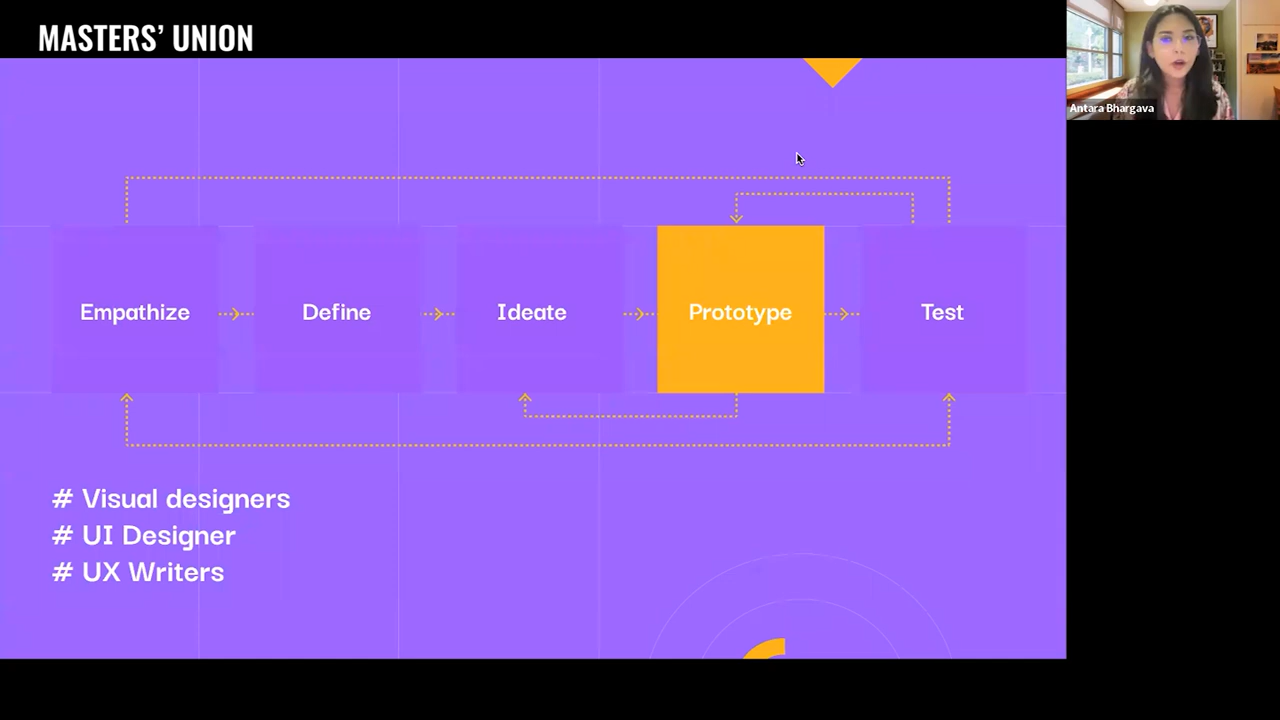 MASTERS' UNION
Antara Bhargava
Empathize
Define
Ideate
Prototype
Test
# Visual designers
# UI Designer
# UX Writers